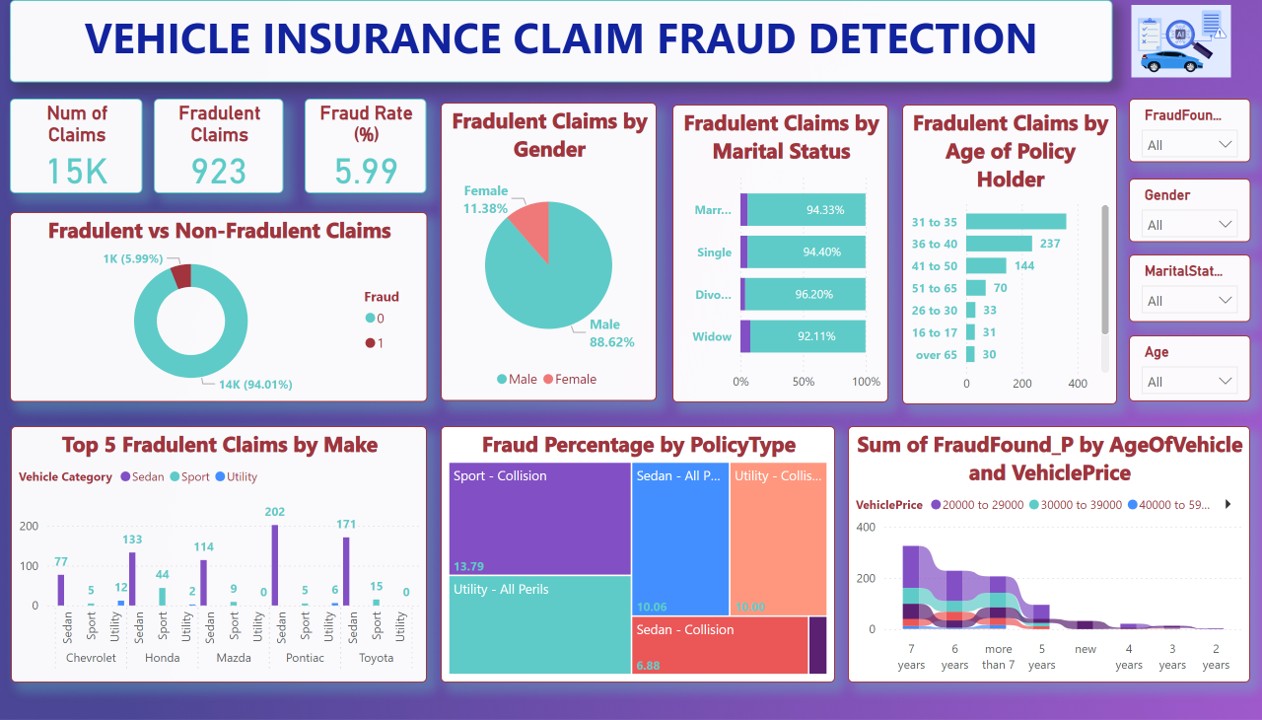 VEHICLE INSURANCE CLAIM FRAUD DETECTION
AI
Num of
Claims
15K
Fradulent
Claims
923
Fraud Rate
(%)
5.99
Fradulent vs Non-Fradulent Claims
1K (5.99%)
14K (94.01%)
Fraud
0
1
Fradulent Claims by
Gender
Female
11.38%
Male
88.62%
Male Female
Fradulent Claims by
Marital Status
Marr... 94.33%
Single 94.40%
Divo... 96.20%
Widow 92.11%
0% 50% 100%
Fradulent Claims by
Age of Policy
Holder
31 to 35
36 to 40 237
41 to 50 144
51 to 65 70
26 to 30 33
16 to 17 31
over 65 30
0 200 400
FraudFoun...
All
Gender
All
MaritalStat...
All
Age
All
Top 5 Fradulent Claims by Make
Vehicle Category Sedan Sport Utility
200
100
0
77 5 12 133 44 2 114 9 0 202 5 6 171 15 0
Sedan Sport Utility Sedan Sport Utility Sedan Sport Utility Sedan Sport Utility Sedan Sport Utility
Chevrolet Honda Mazda Pontiac Toyota
Fraud Percentage by PolicyType
Sport - Collision
13.79
Utility - All Perils
Sedan - All P...
10.06
Utility - Collis...
Sedan - Collision
6.88
Sum of FraudFound_P by AgeOfVehicle
and VehiclePrice
VehiclePrice 20000 to 29000 30000 to 39000 40000 to 59...
400
200
0
7 6 more 5 new 4 3 2
years years than 7 years years years years